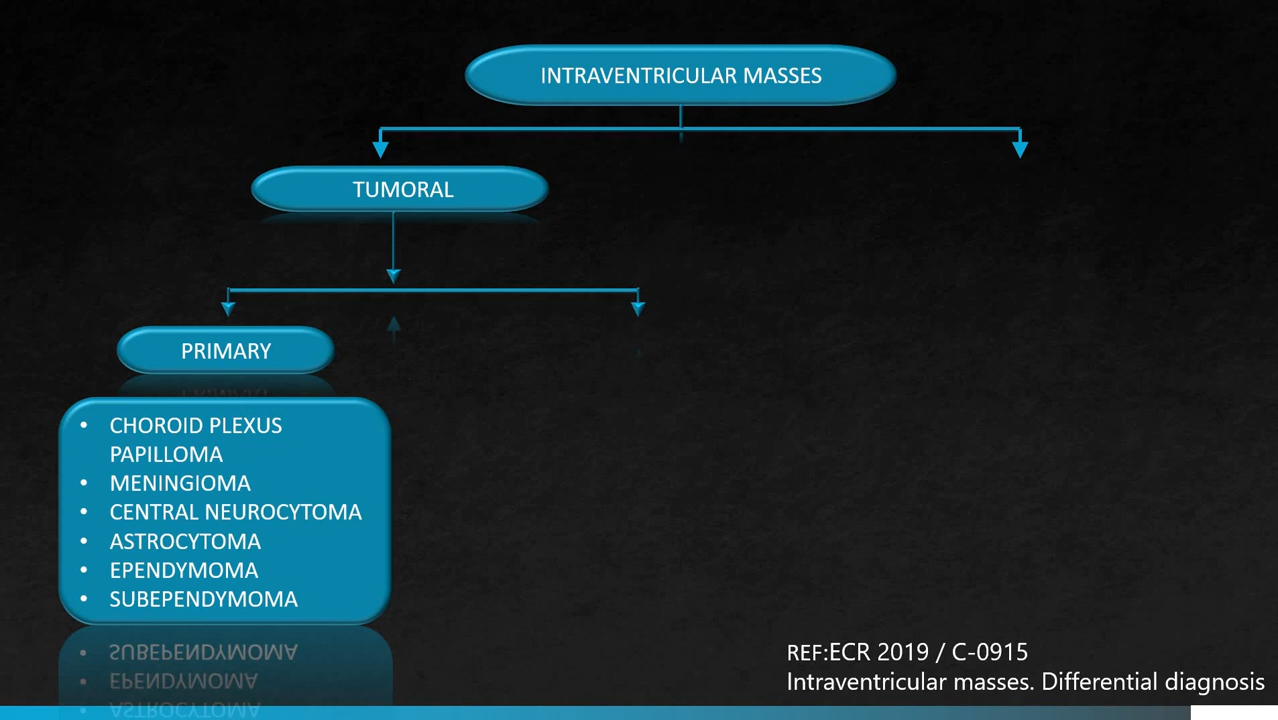 INTRAVENTRICULAR MASSES
TUMORAL
PRIMARY
• CHOROID PLEXUS
PAPILLOMA
• MENINGIOMA
• CENTRAL NEUROCYTOMA
• ASTROCYTOMA
• EPENDYMOMA
• SUBEPENDYMOMA
REF:ECR 2019 / C-0915
Intraventricular masses. Differential diagnosis